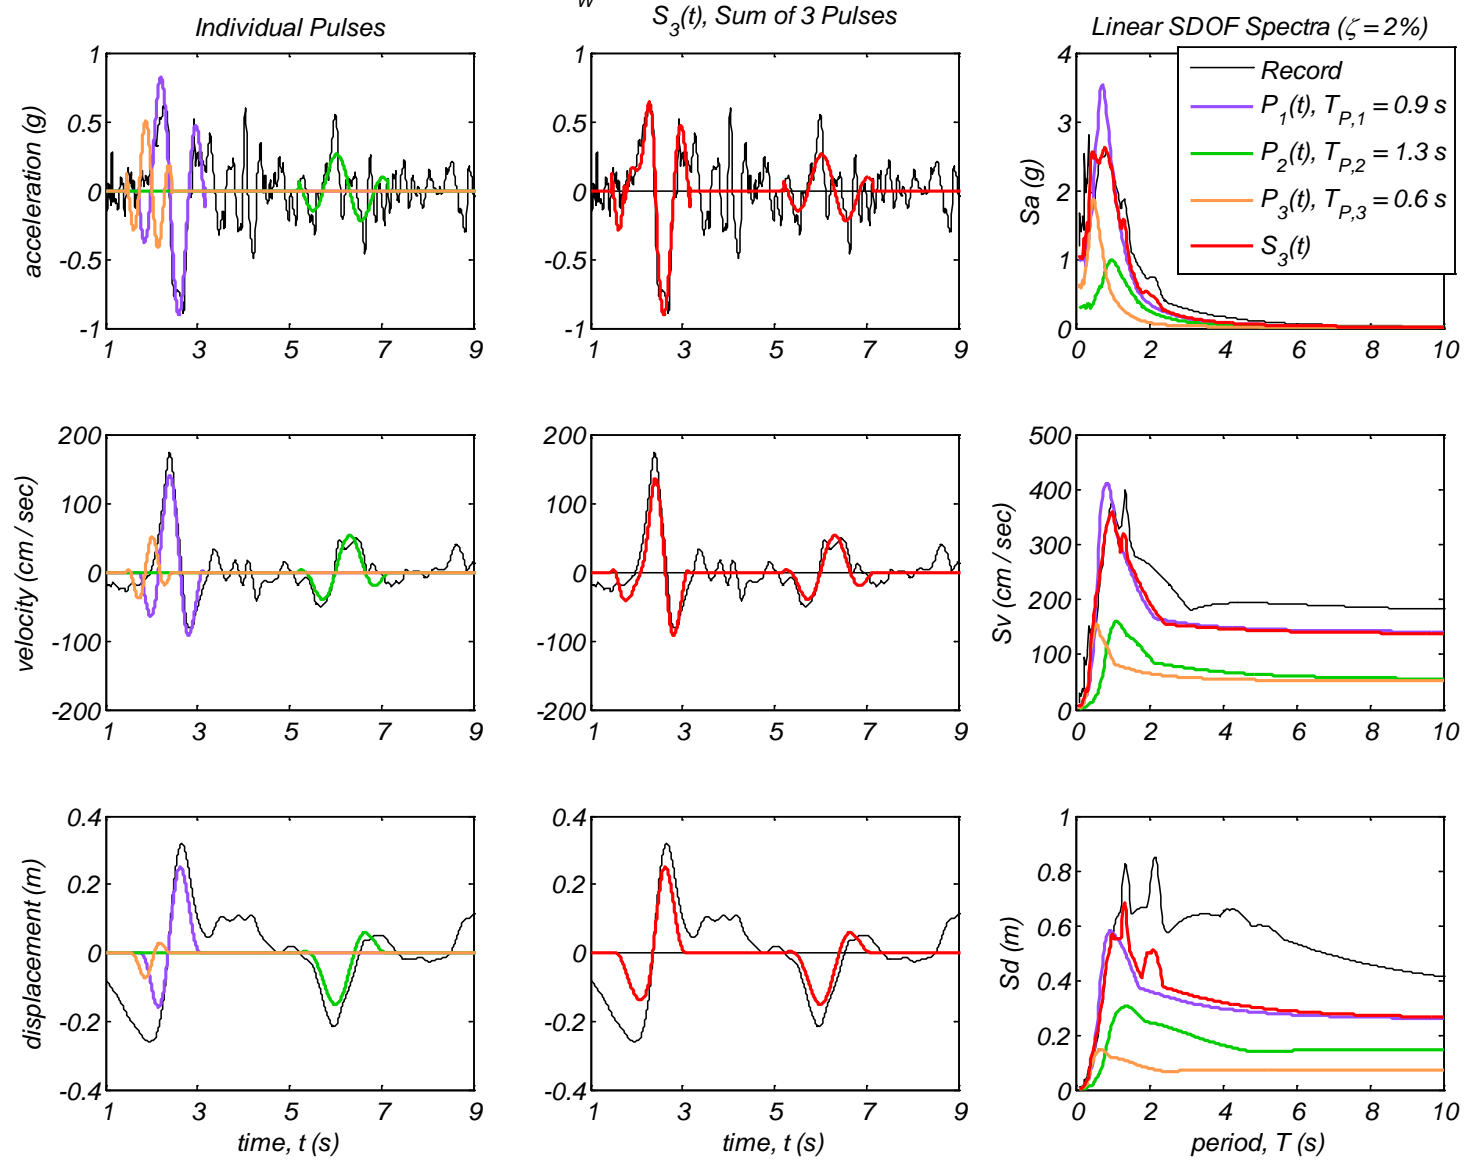 w
Individual Pulses
S3(t), Sum of 3 Pulses
Linear SDOF Spectra (ζ = 2%)
Record
P1(t), TP,1 = 0.9 s
P2(t), TP,2 = 1.3 s
P3(t), TP,3 = 0.6 s
S3(t)
acceleration (g)
1
0.5
0
-0.5
-1
1 3 5 7 9
1
0.5
0
-0.5
-1
1 3 5 7 9
Sa (g)
4
3
2
1
0
0 2 4 6 8 10
velocity (cm / sec)
200
100
0
-100
-200
1 3 5 7 9
200
100
0
-100
-200
1 3 5 7 9
Sv (cm / sec)
500
400
300
200
100
0
0 2 4 6 8 10
displacement (m)
0.4
0.2
0
-0.2
-0.4
1 3 5 7 9
time, t (s)
0.4
0.2
0
-0.2
-0.4
1 3 5 7 9
time, t (s)
Sd (m)
1
0.8
0.6
0.4
0.2
0
0 2 4 6 8 10
period, T (s)